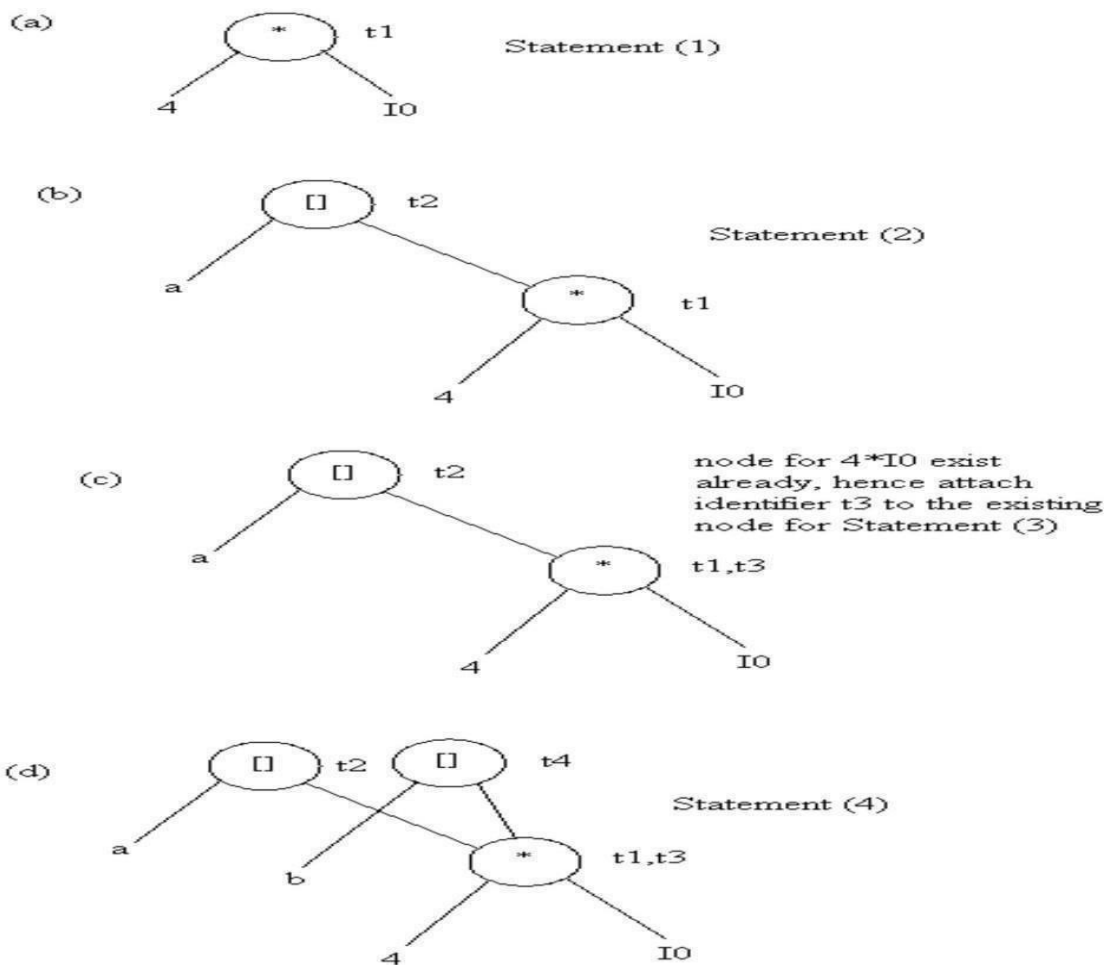 (a)
*
t1
Statement (1)
4
I0
(b)
[]
t2
Statement (2)
a
*
t1
4
I0
(c)
[]
t2
node for 4*I0 exist
already, hence attach
identifier t3 to the existing
node for Statement (3)
a
*
t1,t3
4
I0
(d)
[]
t2
[]
t4
Statement (4)
a
b
*
t1,t3
4
I0